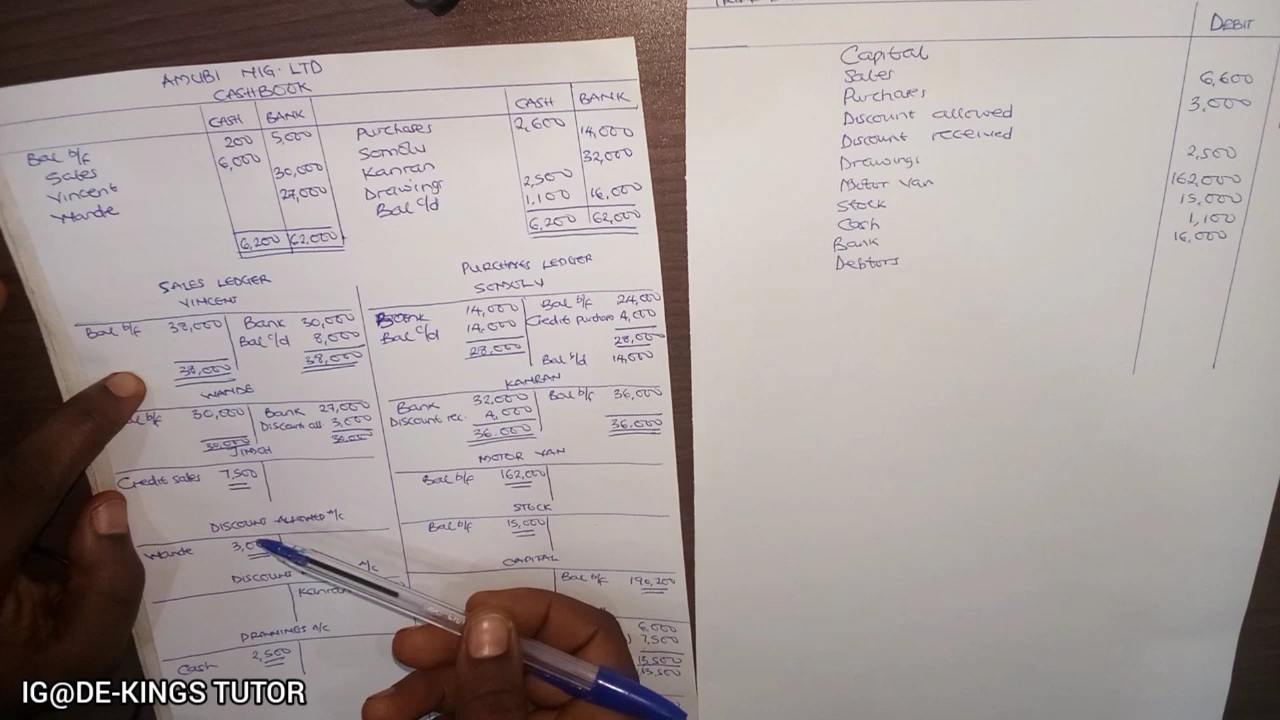 AMUBI NIG. LTD
CASHBOOK
CASH BANK CASH BANK
Bal b/f 200 5,000 Purchases 2,600
Sales 6,000 Somolu 14,000
Vincent 30,000 Kanran 32,000
Wande 27,000 Drawings 2,500
Bal c/d 1,100 16,000
6,200 62,000 6,200 62,000
SALES LEDGER
VINCENT
Bal b/f 38,000 Bank 30,000
Bal c/d 8,000
38,000 38,000
WANDE
b/f 30,000 Bank 27,000
Discount all 3,000
30,000 30,000
Credit sales 7,500
DISCOUNT ALLOWED A/C
Wande
DISCOUNT A/C
Kanran
DRAWINGS A/C
Cash 2,500
PURCHASES LEDGER
SOMOLU
Bank 14,000 Bal b/f 24,000
Bal c/d 14,000 Credit purchases 4,000
28,000 28,000
Bal b/d 14,000
KANRAN
Bank 32,000 Bal b/f 36,000
Discount rec. 4,000
36,000 36,000
MOTOR VAN
Bal b/f 162,000
STOCK
Bal b/f 15,000
CAPITAL
Bal b/f 190,200
6,000
7,500
13,500
13,500
DEBIT
Capital
Sales
Purchases 6,600
Discount allowed 3,000
Discount received
Drawings 2,500
Motor van 162,000
Stock 15,000
Cash 1,100
Bank 16,000
Debtors
IG@DE-KINGS TUTOR